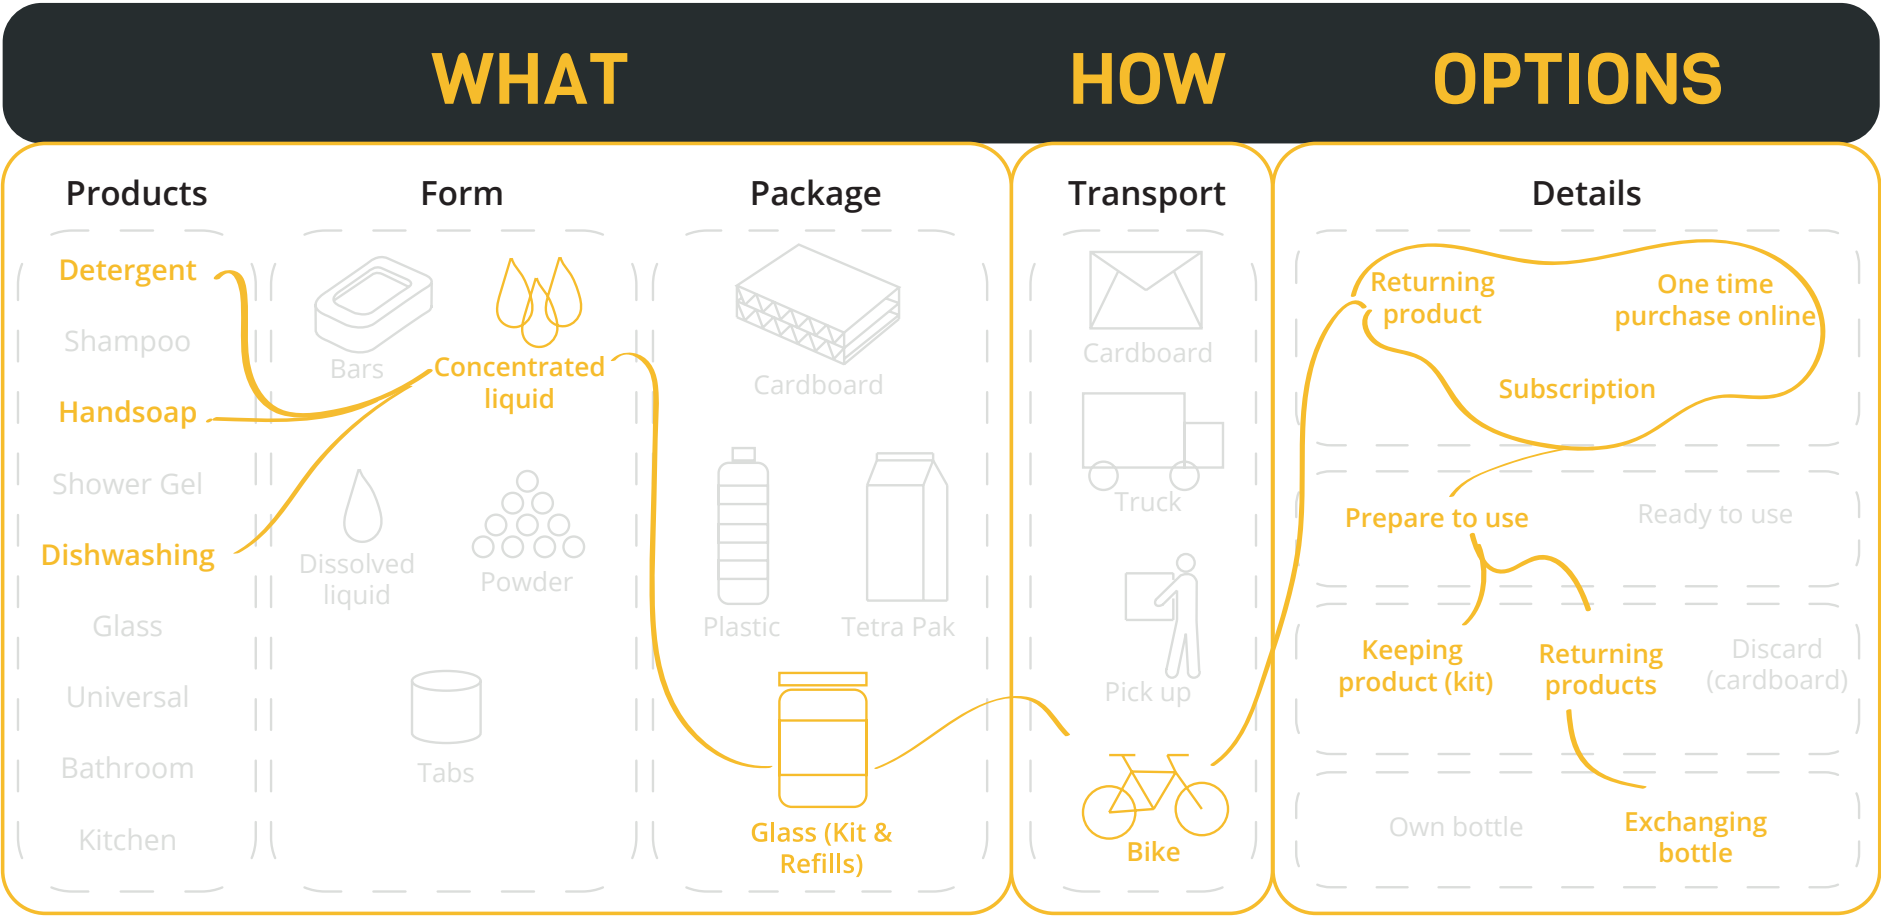 WHAT
HOW
OPTIONS
Products
Detergent
Shampoo
Handsoap
Shower Gel
Dishwashing
Glass
Universal
Bathroom
Kitchen
Form
Bars
Concentrated
liquid
Dissolved
liquid
Powder
Tabs
Package
Cardboard
Plastic
Tetra Pak
Glass (Kit &
Refills)
Transport
Cardboard
Truck
Pick up
Bike
Details
Returning
product
One time
purchase online
Subscription
Prepare to use
Ready to use
Keeping
product (kit)
Returning
products
Discard
(cardboard)
Own bottle
Exchanging
bottle